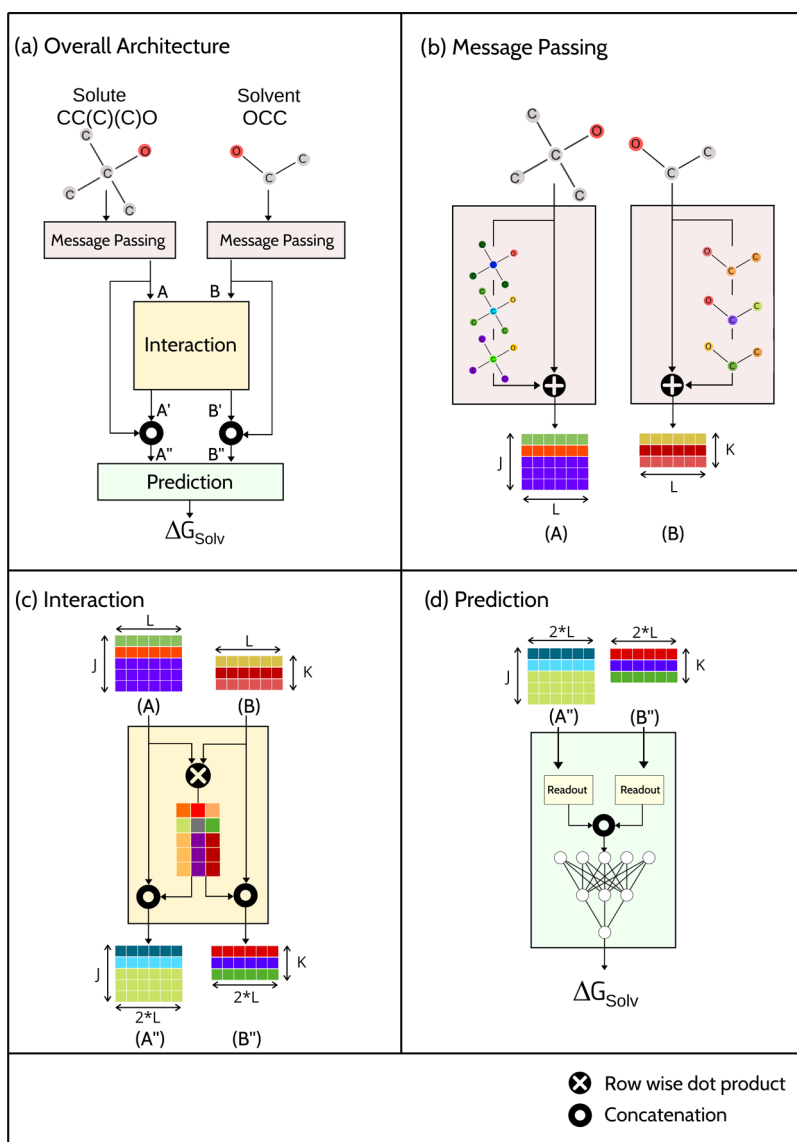 (a) Overall Architecture
Solute
CC(C)(C)O
Solvent
OCC
C
O
C
C
C
C
O
C
C
Message Passing
Message Passing
A
B
Interaction
A'
B'
A"
B"
Prediction
ΔG_Solv
(b) Message Passing
C
O
C
C
C
C
O
C
C
O
C
C
C
O
C
C
C
O
C
O
O
C
C
O
C
C
J
L
K
L
(A)
(B)
(c) Interaction
L
J
L
K
(A)
(B)
J
2*L
K
2*L
(A")
(B")
(d) Prediction
2*L
2*L
J
K
(A")
(B")
Readout
Readout
ΔG_Solv
Row wise dot product
Concatenation